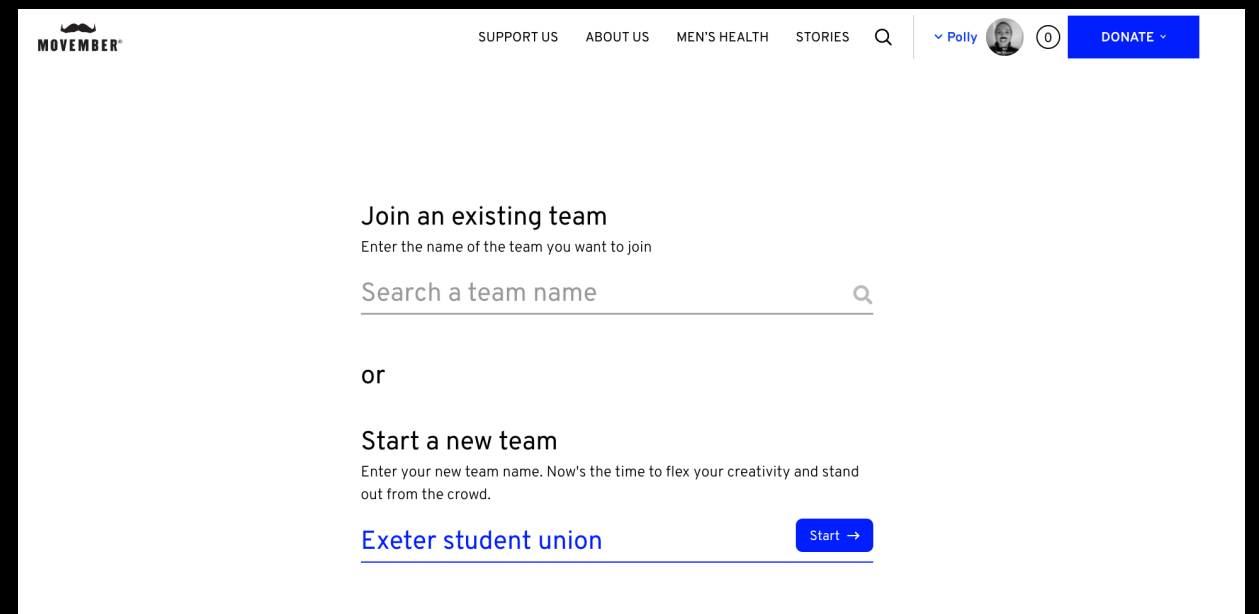 MOVEMBER®
SUPPORT US ABOUT US MEN'S HEALTH STORIES Polly 0 DONATE
Join an existing team
Enter the name of the team you want to join
Search a team name
or
Start a new team
Enter your new team name. Now's the time to flex your creativity and stand
out from the crowd.
Exeter student union Start →